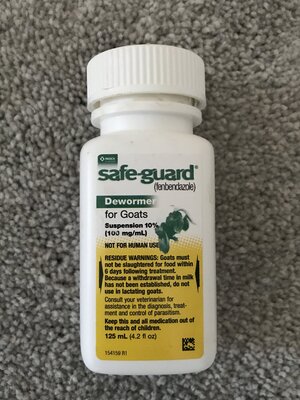 MERCK
safe-guard®
(fenbendazole)
Dewormer
for Goats
Suspension 10%
(100 mg/mL)
NOT FOR HUMAN USE
RESIDUE WARNINGS: Goats must
not be slaughtered for food within
6 days following treatment.
Because a withdrawal time in milk
has not been established, do not
use in lactating goats.
Consult your veterinarian for
assistance in the diagnosis, treat-
ment and control of parasitism.
Keep this and all medication out of
the reach of children.
125 mL (4.2 fl oz)
154159 R1